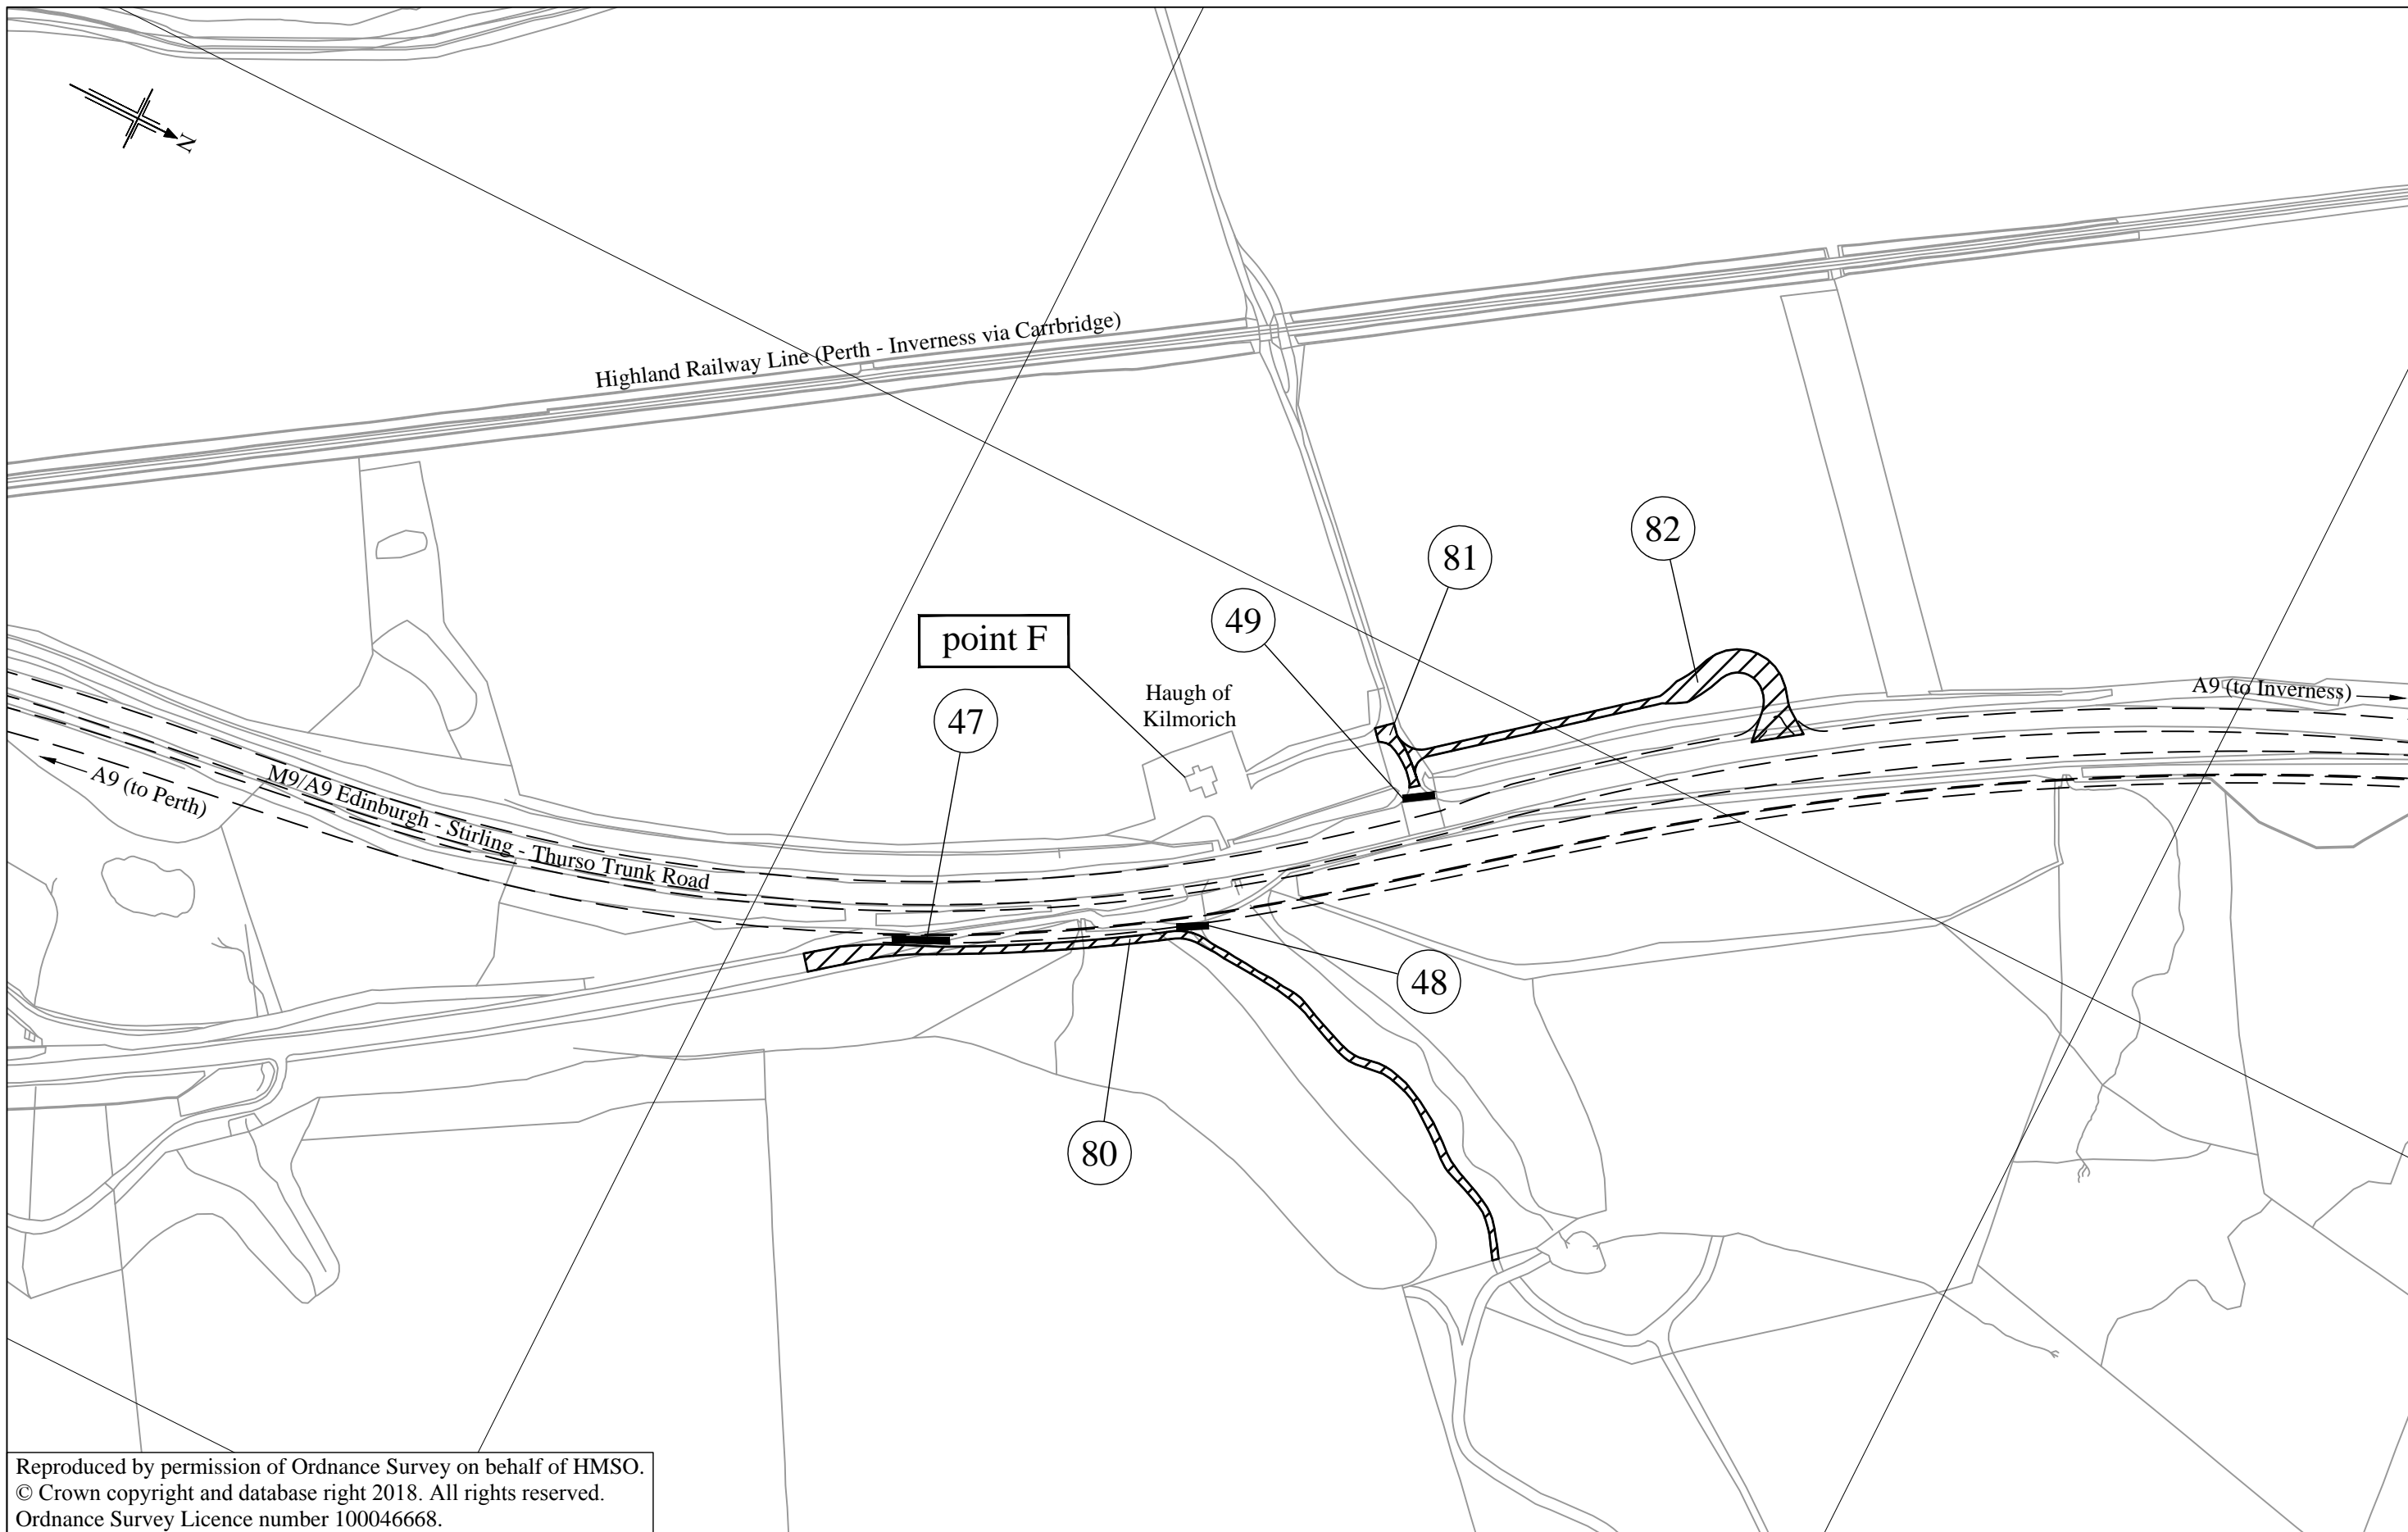 N
Highland Railway Line (Perth - Inverness via Carrbridge)
82
81
49
point F
Haugh of
Kilmorich
47
A9 (to Inverness)
A9 (to Perth)
M9/A9 Edinburgh - Stirling - Thurso Trunk Road
48
80
Reproduced by permission of Ordnance Survey on behalf of HMSO.
© Crown copyright and database right 2018. All rights reserved.
Ordnance Survey Licence number 100046668.